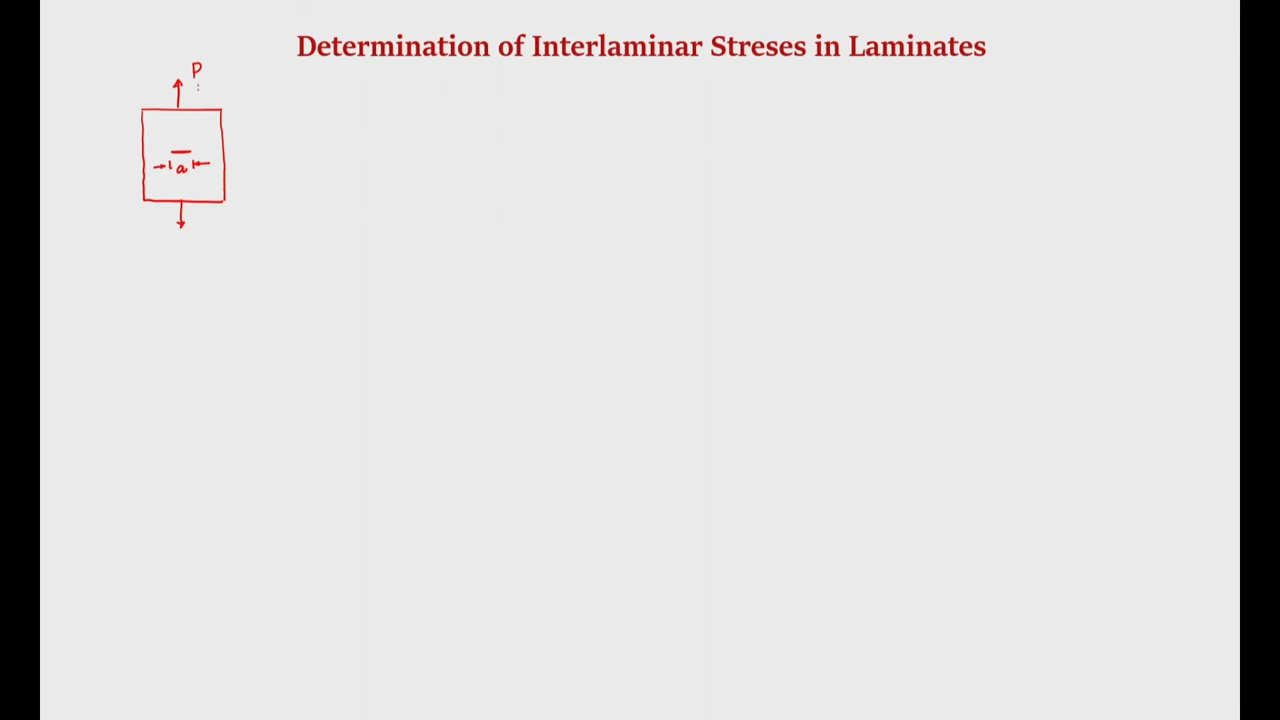 Determination of Interlaminar Streses in Laminates
P
a